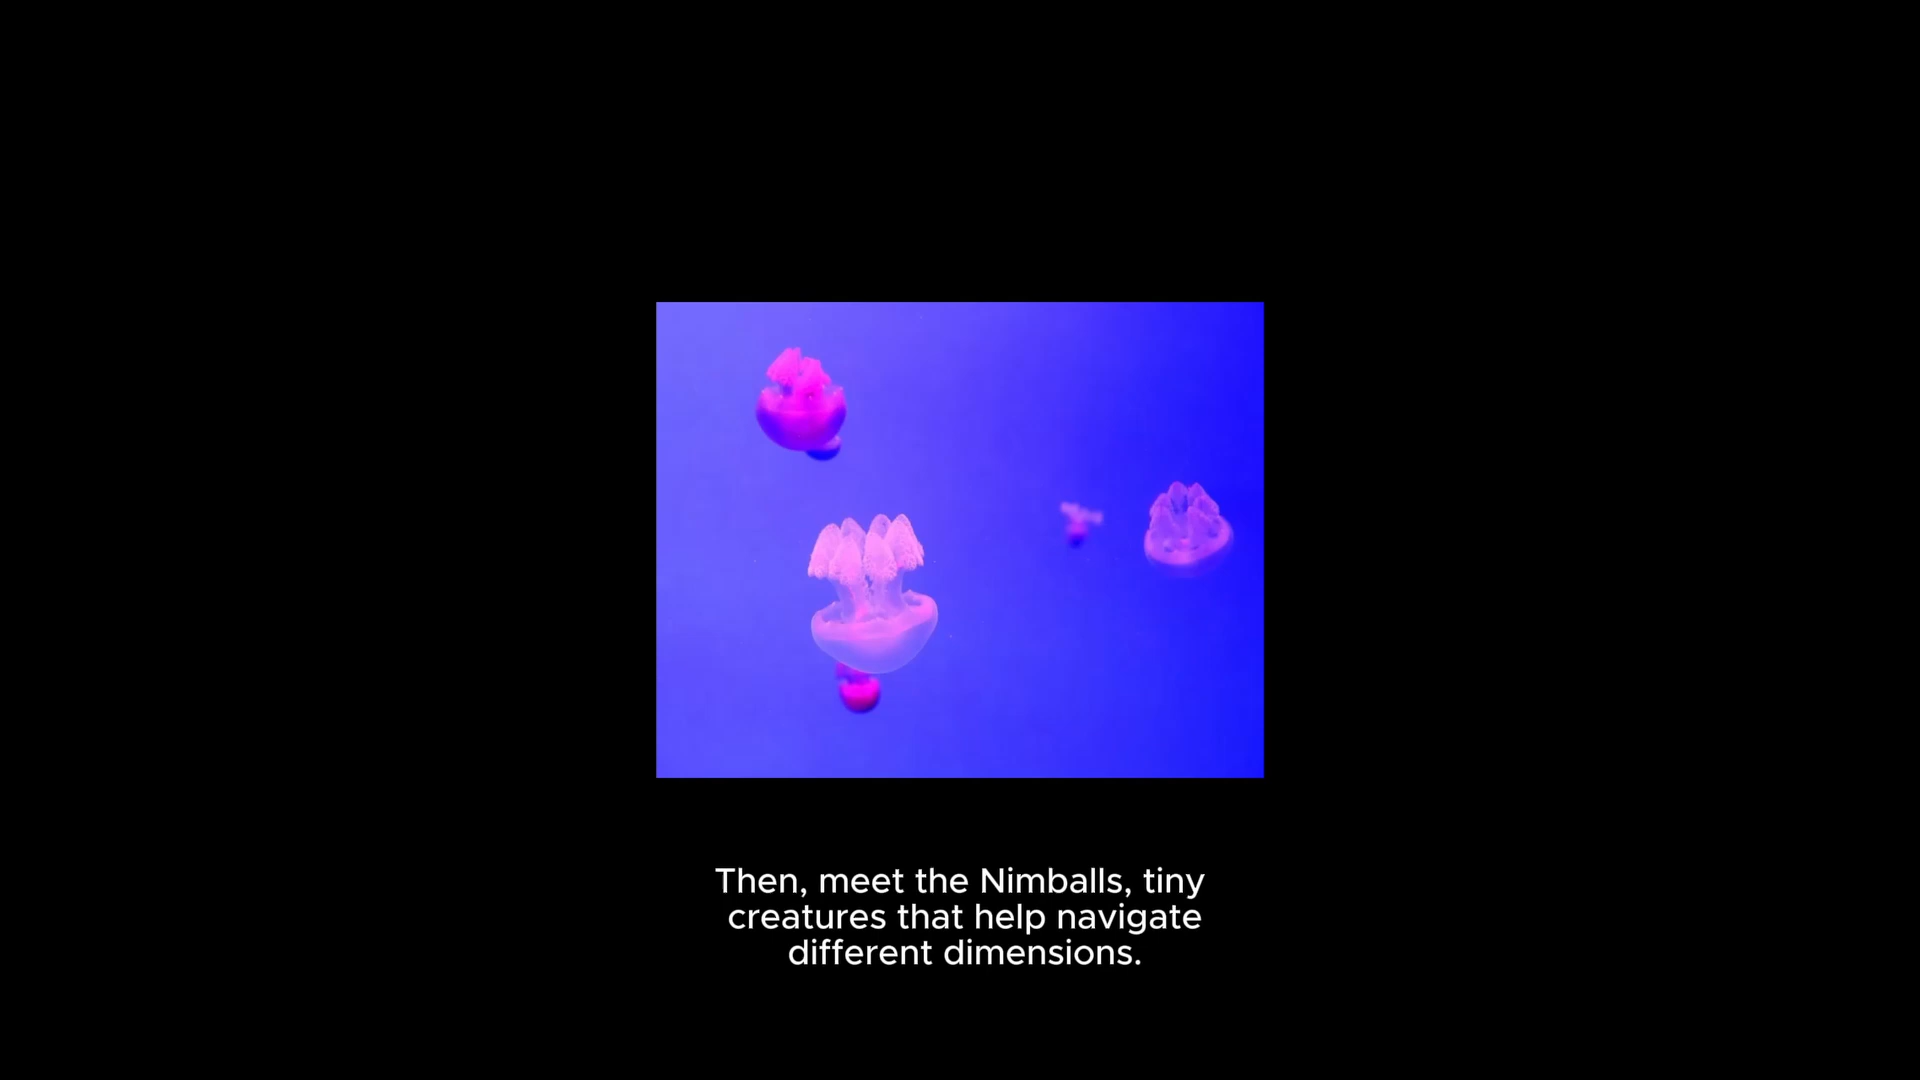 Then, meet the Nimballs, tiny
creatures that help navigate
different dimensions.